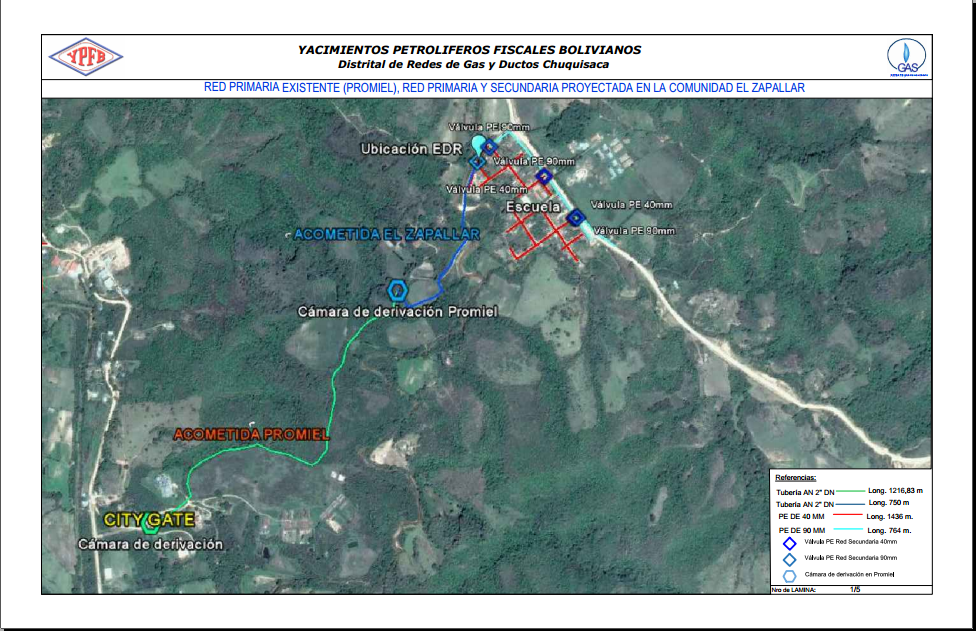 YPFB
YACIMIENTOS PETROLIFEROS FISCALES BOLIVIANOS
Distrital de Redes de Gas y Ductos Chuquisaca
GAS
RED PRIMARIA EXISTENTE (PROMIEL), RED PRIMARIA Y SECUNDARIA PROYECTADA EN LA COMUNIDAD EL ZAPALLAR
Válvula PE 90mm
Ubicación EDR
Válvula PE 90mm
Válvula PE 40mm
Escuela
Válvula PE 40mm
Válvula PE 90mm
ACOMETIDA EL ZAPALLAR
Cámara de derivación Promiel
ACOMETIDA PROMIEL
CITY GATE
Cámara de derivación
Referencias:
Tuberia AN 2" DN Long. 1216,83 m
Tuberia AN 2" DN Long. 750 m
PE DE 40 MM Long. 1436 m.
PE DE 90 MM Long. 764 m.
Válvula PE Red Secundaria 40mm
Válvula PE Red Secundaria 90mm
Cámara de derivación en Promiel
Nro de LAMINA: 1/5